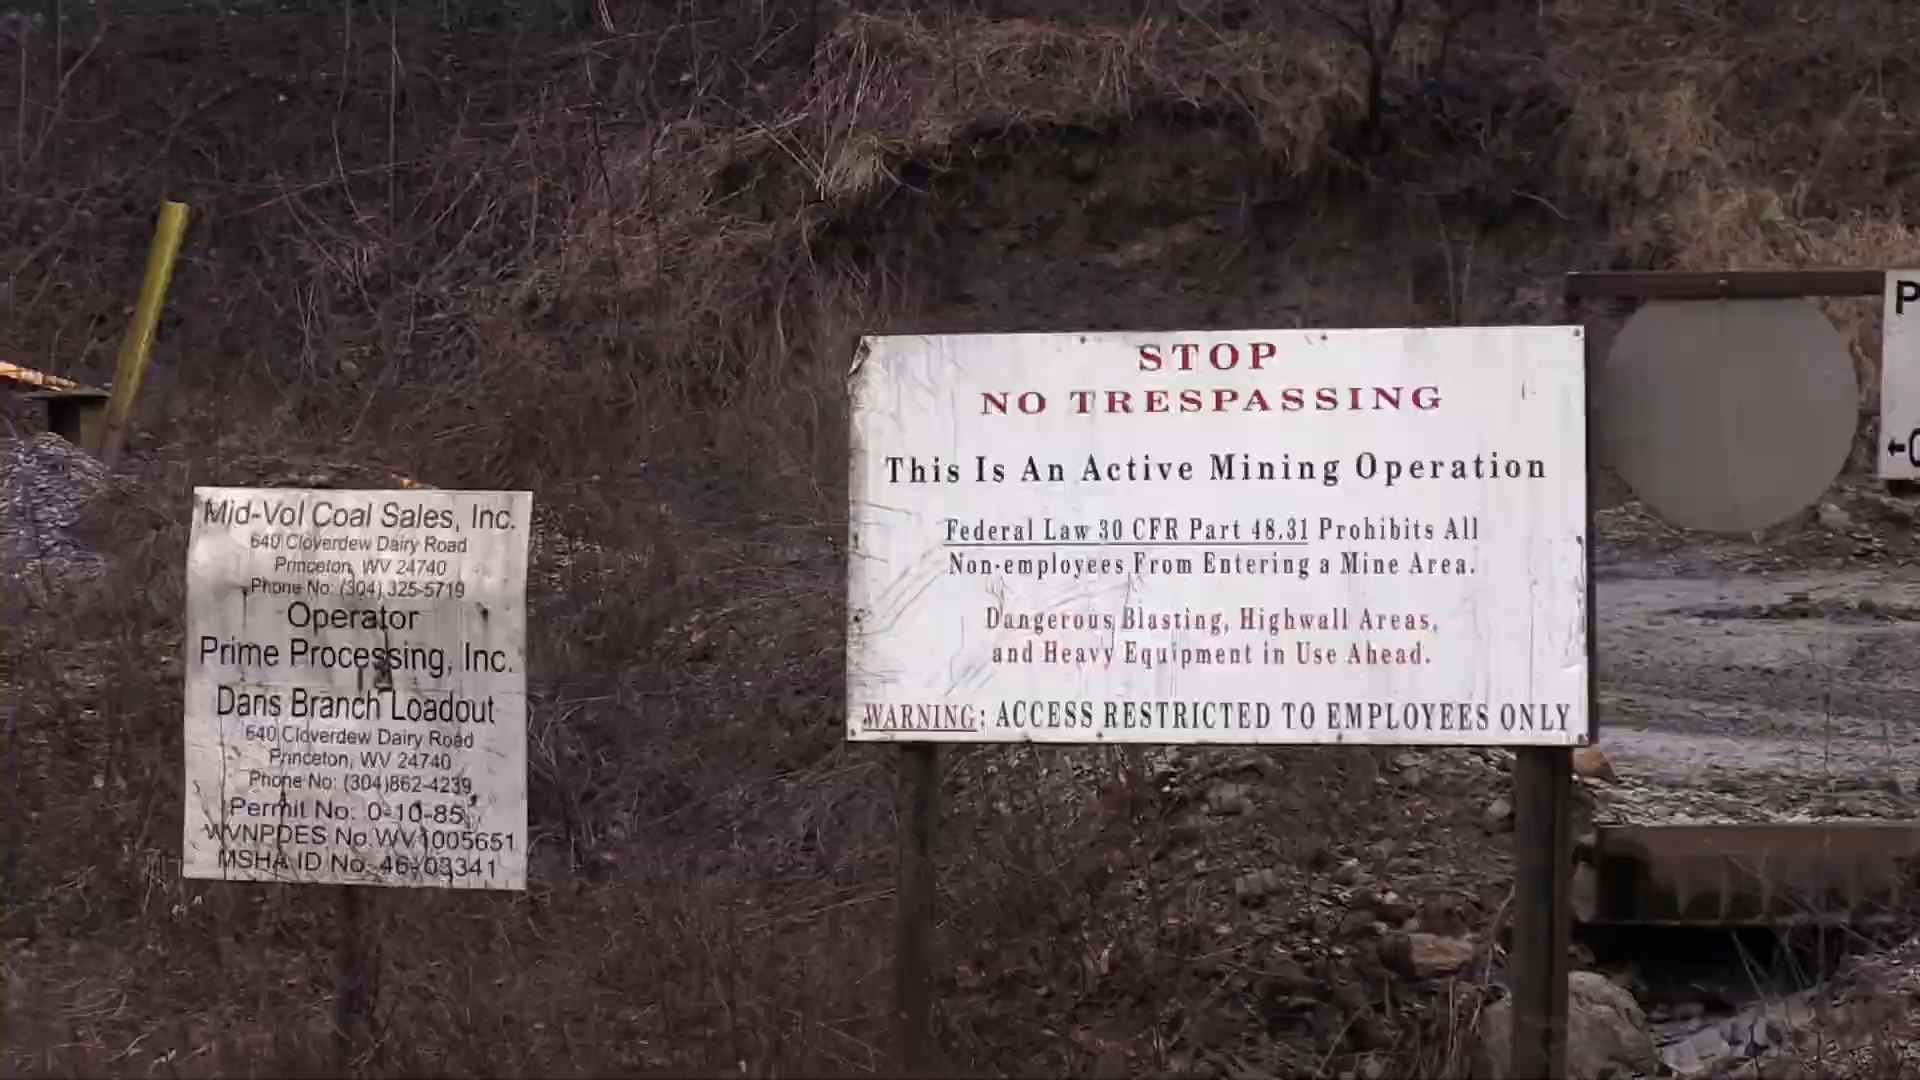 Mid-Vol Coal Sales, Inc.
640 Cloverdew Dairy Road
Princeton, WV 24740
Phone No: (304) 325-5719
Operator
Prime Processing, Inc.
Dans Branch Loadout
640 Cloverdew Dairy Road
Princeton, WV 24740
Phone No: (304)862-4239
Permit No: 0-10-85
WVNPDES No.WV1005651
MSHA ID No. 46-03341
STOP
NO TRESPASSING
This Is An Active Mining Operation
Federal Law 30 CFR Part 48.31 Prohibits All
Non-employees From Entering a Mine Area.
Dangerous Blasting, Highwall Areas,
and Heavy Equipment in Use Ahead.
WARNING: ACCESS RESTRICTED TO EMPLOYEES ONLY